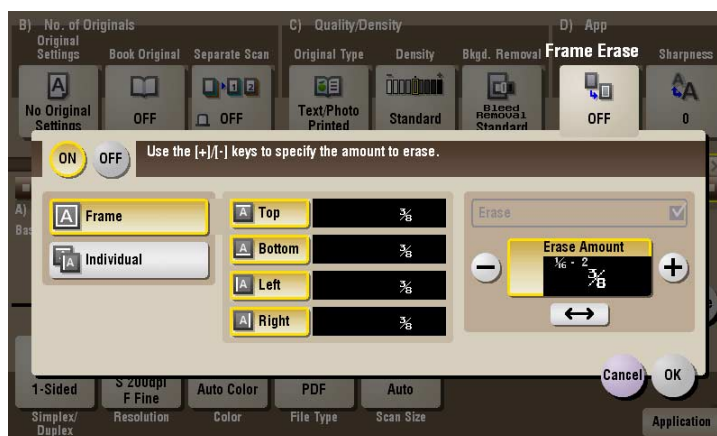 B) No. of Originals
C) Quality/Density
D) App
Original
Settings
Book Original
Separate Scan
Original Type
Density
Bkgd. Removal
Frame Erase
Sharpness
No Original
Settings
OFF
OFF
Text/Photo
Printed
Standard
Bleed
Removal
Standard
OFF
0
ON
OFF
Use the [+]/[-] keys to specify the amount to erase.
A)
Bas
Frame
Individual
Top
3/8
Bottom
3/8
Left
3/8
Right
3/8
Erase
Erase Amount
1/16 - 2
3/8
Cancel
OK
1-Sided
S 200dpi
F Fine
Auto Color
PDF
Auto
Simplex/
Duplex
Resolution
Color
File Type
Scan Size
Application